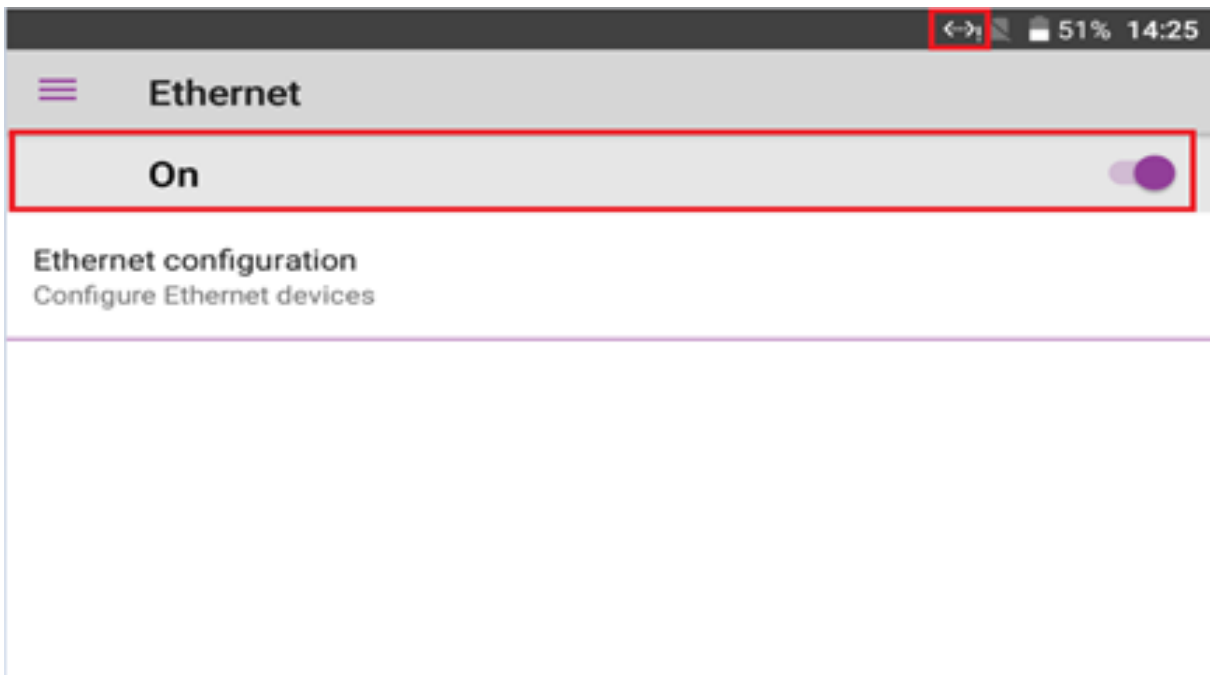 51% 14:25
Ethernet
On
Ethernet configuration
Configure Ethernet devices